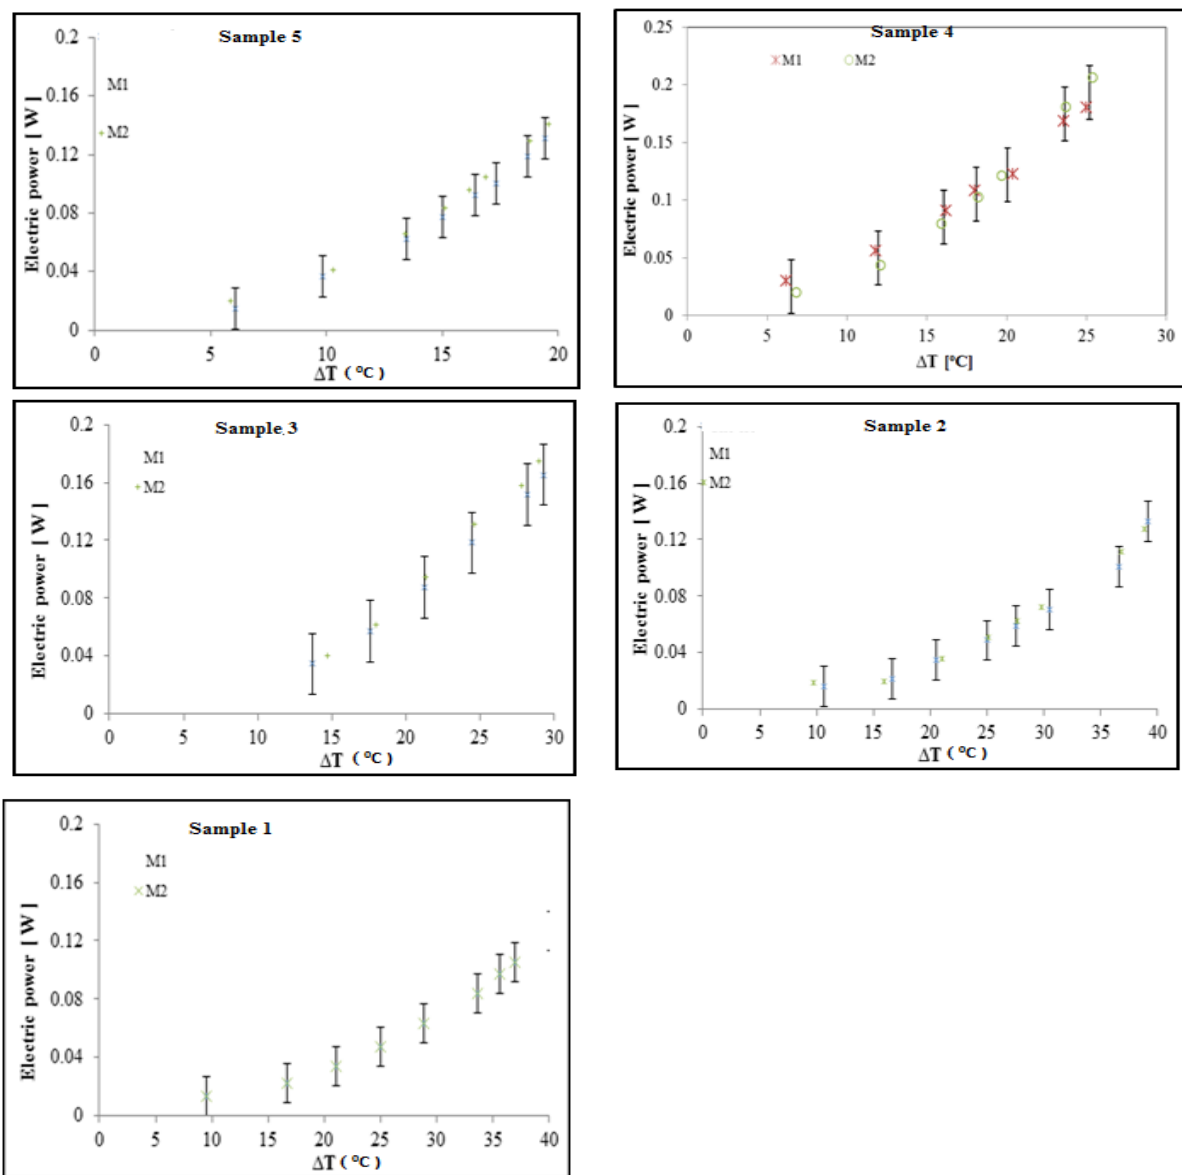 Sample 5
Electric power [ W ]
0.2
0.16
0.12
0.08
0.04
0
M1
M2
0 5 10 15 20
ΔT ( °C )
Sample 4
Electric power [ W ]
0.25
0.2
0.15
0.1
0.05
0
M1 M2
0 5 10 15 20 25 30
ΔT [°C]
Sample 3
Electric power [ W ]
0.2
0.16
0.12
0.08
0.04
0
M1
M2
0 5 10 15 20 25 30
ΔT ( °C )
Sample 2
Electric power [ W ]
0.2
0.16
0.12
0.08
0.04
0
M1
M2
0 5 10 15 20 25 30 35 40
ΔT ( °C )
Sample 1
Electric power [ W ]
0.2
0.16
0.12
0.08
0.04
0
M1
M2
0 5 10 15 20 25 30 35 40
ΔT ( °C )